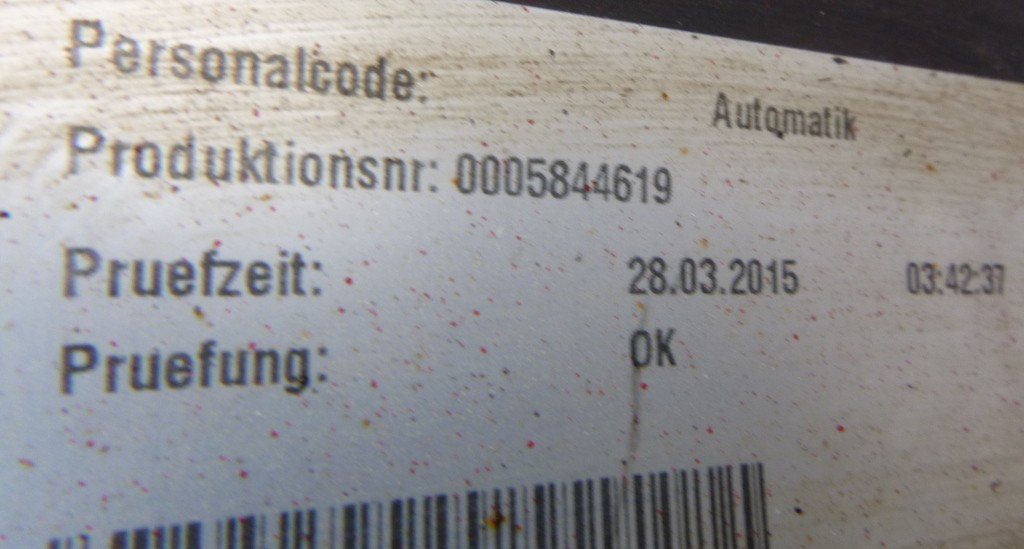 Personalcode: Automatik
Produktionsnr: 0005844619
Pruefzeit: 28.03.2015 03:42:37
Pruefung: OK